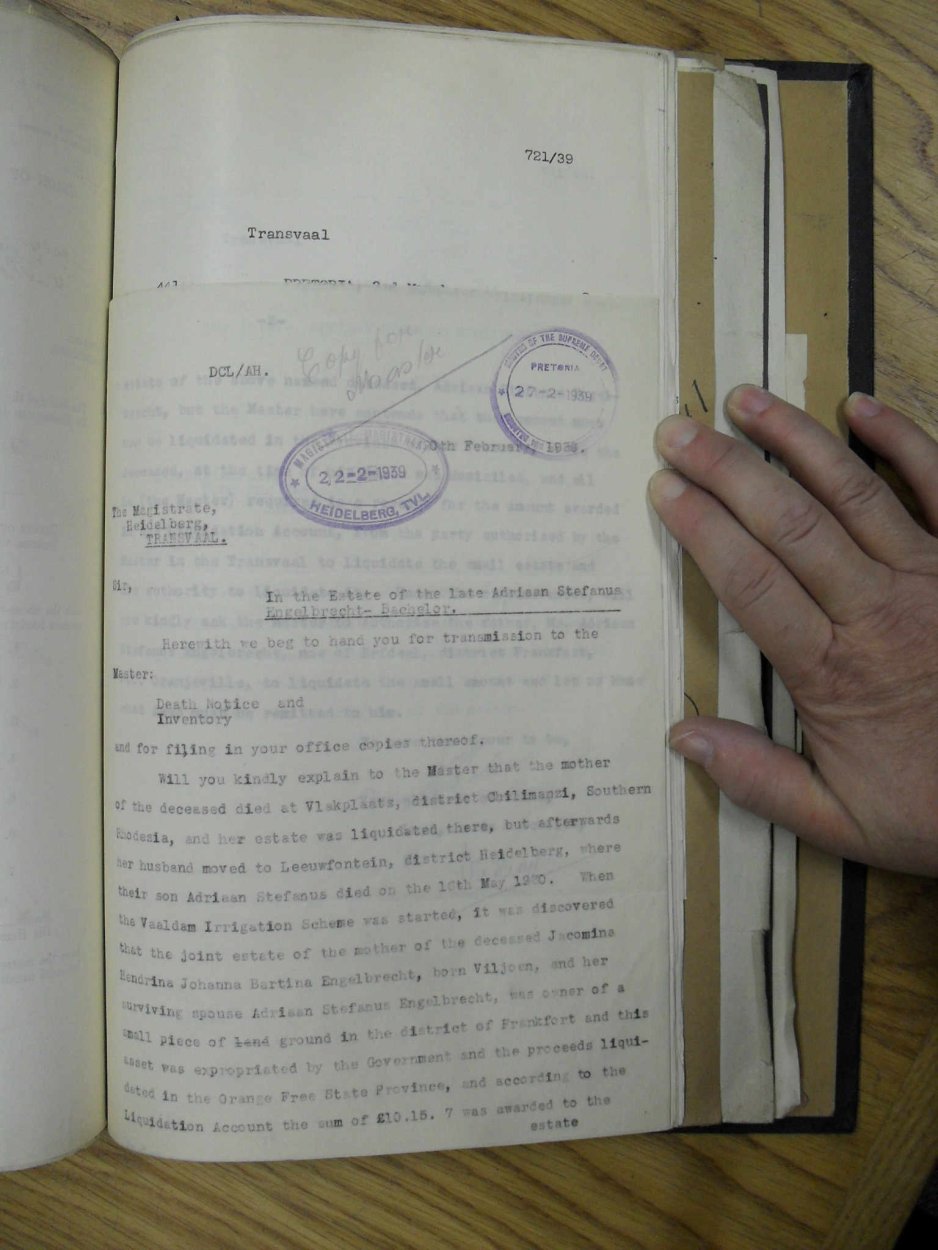 721/39
Transvaal
DCL/AH.
Copy for
Master
MASTER OF THE SUPREME COURT
PRETORIA
27-2-1939
0th February, 1939.
MAGISTRAAT-MAGISTRATE
22-2-1939
HEIDELBERG, TVL.
The Magistrate,
Heidelberg,
TRANSVAAL.
Sir,
In the Estate of the late Adriaan Stefanus
Engelbrecht- Bachelor.
Herewith we beg to hand you for transmission to the
Master:
Death Notice and
Inventory
and for filing in your office copies thereof.
Will you kindly explain to the Master that the mother
of the deceased died at Vlakplaats, district Chilimanzi, Southern
Rhodesia, and her estate was liquidated there, but afterwards
her husband moved to Leeuwfontein, district Heidelberg, where
their son Adriaan Stefanus died on the May When
the Vaaldam Irrigation Scheme was started, it was discovered
that the joint estate of the mother of the deceased Jacomina
Hendrina Johanna Bartina Engelbrecht, born Viljoen, and her
surviving spouse Adriaan Stefanus Engelbrecht, was owner of a
small piece of land ground in the district of Frankfort and this
asset was expropriated by the Government and the proceeds liqui-
dated in the Orange Free State Province, and according to the
Liquidation Account the sum of £10.15. 7 was awarded to the
estate